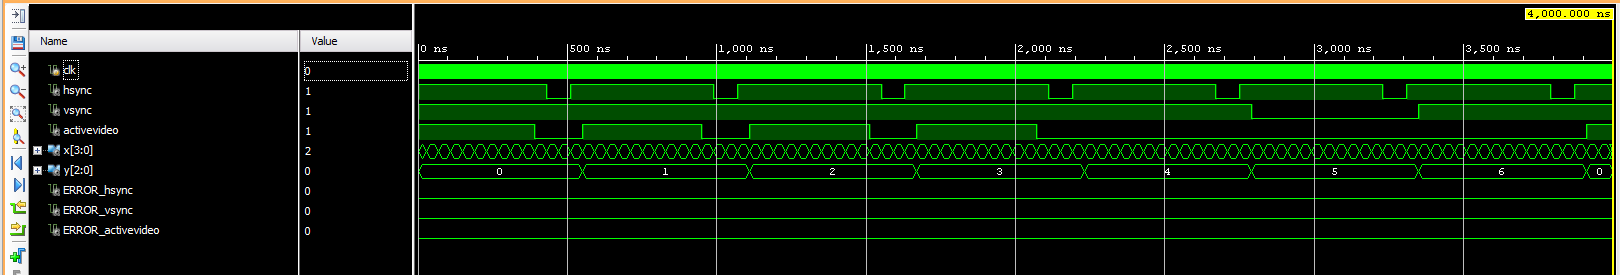 4,000.000 ns
Name Value
0 ns 500 ns 1,000 ns 1,500 ns 2,000 ns 2,500 ns 3,000 ns 3,500 ns
clk 0
hsync 1
vsync 1
activevideo 1
x[3:0] 2
y[2:0] 0 0 1 2 3 4 5 6 0
ERROR_hsync 0
ERROR_vsync 0
ERROR_activevideo 0